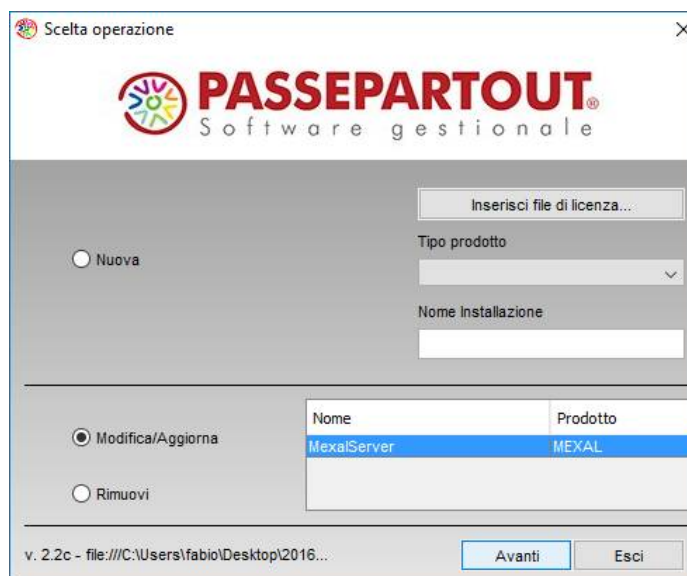 Scelta operazione
PASSEPARTOUT®
Software gestionale
Inserisci file di licenza...
Tipo prodotto
Nuova
Nome Installazione
Nome Prodotto
Modifica/Aggiorna
MexalServer MEXAL
Rimuovi
v. 2.2c - file:///C:\Users\fabio\Desktop\2016...
Avanti Esci